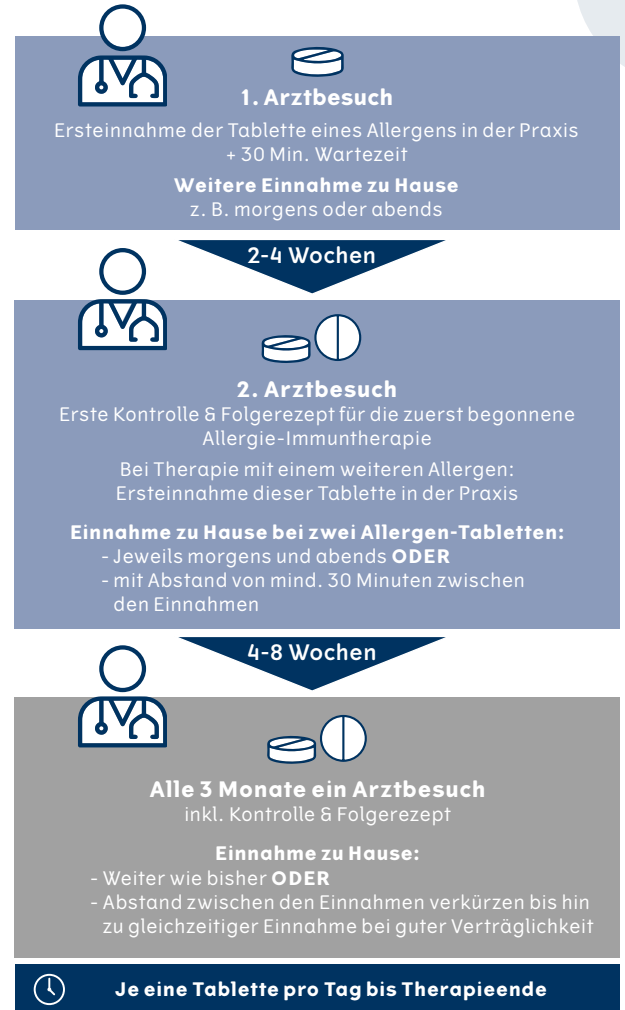 1. Arztbesuch
Ersteinnahme der Tablette eines Allergens in der Praxis
+ 30 Min. Wartezeit
Weitere Einnahme zu Hause
z. B. morgens oder abends
2-4 Wochen
2. Arztbesuch
Erste Kontrolle & Folgerezept für die zuerst begonnene
Allergie-Immuntherapie
Bei Therapie mit einem weiteren Allergen:
Ersteinnahme dieser Tablette in der Praxis
Einnahme zu Hause bei zwei Allergen-Tabletten:
- Jeweils morgens und abends ODER
- mit Abstand von mind. 30 Minuten zwischen
den Einnahmen
4-8 Wochen
Alle 3 Monate ein Arztbesuch
inkl. Kontrolle & Folgerezept
Einnahme zu Hause:
- Weiter wie bisher ODER
- Abstand zwischen den Einnahmen verkürzen bis hin
zu gleichzeitiger Einnahme bei guter Verträglichkeit
Je eine Tablette pro Tag bis Therapieende